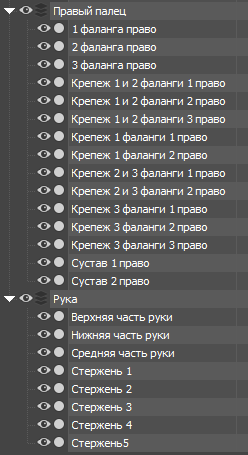 Правый палец
1 фаланга право
2 фаланга право
3 фаланга право
Крепеж 1 и 2 фаланги 1 право
Крепеж 1 и 2 фаланги 2 право
Крепеж 1 и 2 фаланги 3 право
Крепеж 1 фаланги 1 право
Крепеж 1 фаланги 2 право
Крепеж 2 и 3 фаланги 1 право
Крепеж 2 и 3 фаланги 2 право
Крепеж 3 фаланги 1 право
Крепеж 3 фаланги 2 право
Крепеж 3 фаланги 3 право
Сустав 1 право
Сустав 2 право
Рука
Верхняя часть руки
Нижняя часть руки
Средняя часть руки
Стержень 1
Стержень 2
Стержень 3
Стержень 4
Стержень5